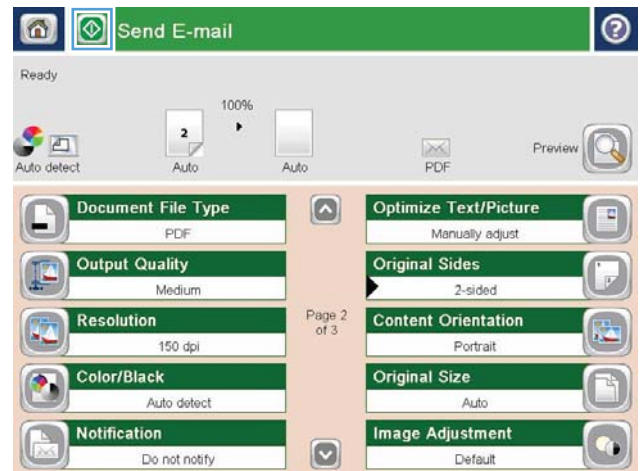 Send E-mail
?
Ready
100%
2
Auto detect
Auto
Auto
PDF
Preview
Document File Type
PDF
Output Quality
Medium
Resolution
150 dpi
Color/Black
Auto detect
Notification
Do not notify
Page 2
of 3
Optimize Text/Picture
Manually adjust
Original Sides
2-sided
Content Orientation
Portrait
Original Size
Auto
Image Adjustment
Default